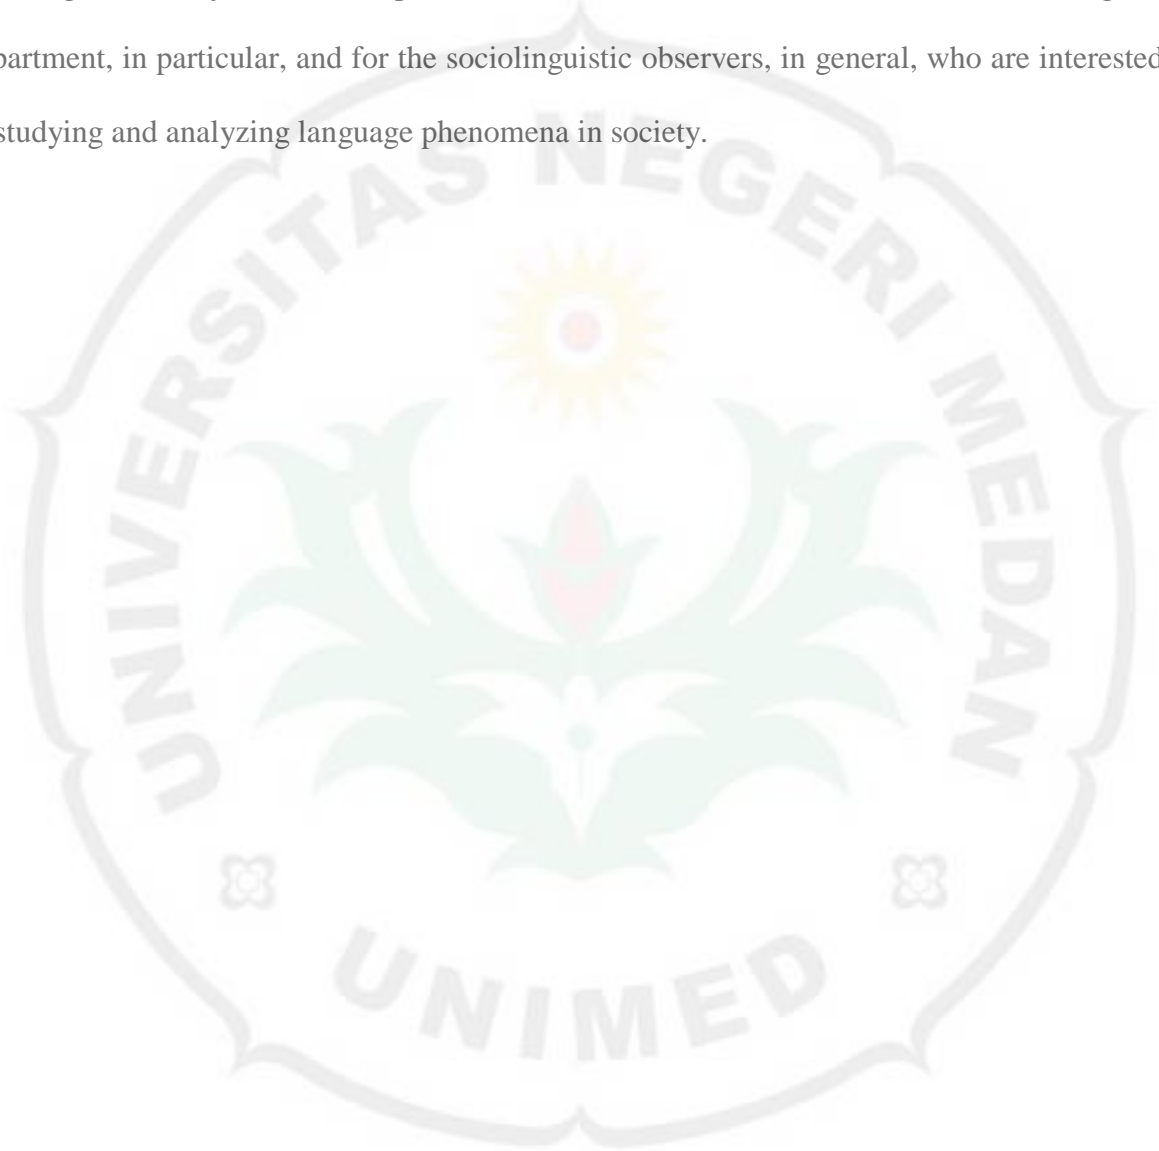 partment, in particular, and for the sociolinguistic observers, in general, who are interested
studying and analyzing language phenomena in society.
UNIVERSITAS NEGERI MEDAN
UNIMED